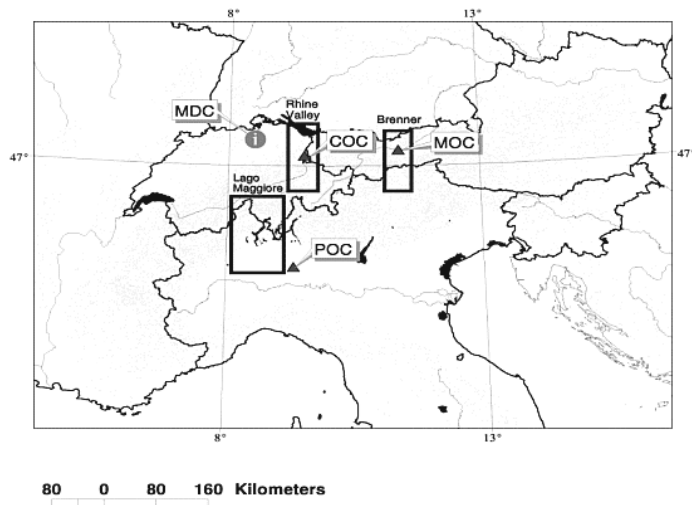 8°
13°
MDC
Rhine
Valley
Brenner
i
COC
MOC
47°
47°
Lago
Maggiore
POC
8°
13°
80 0 80 160 Kilometers